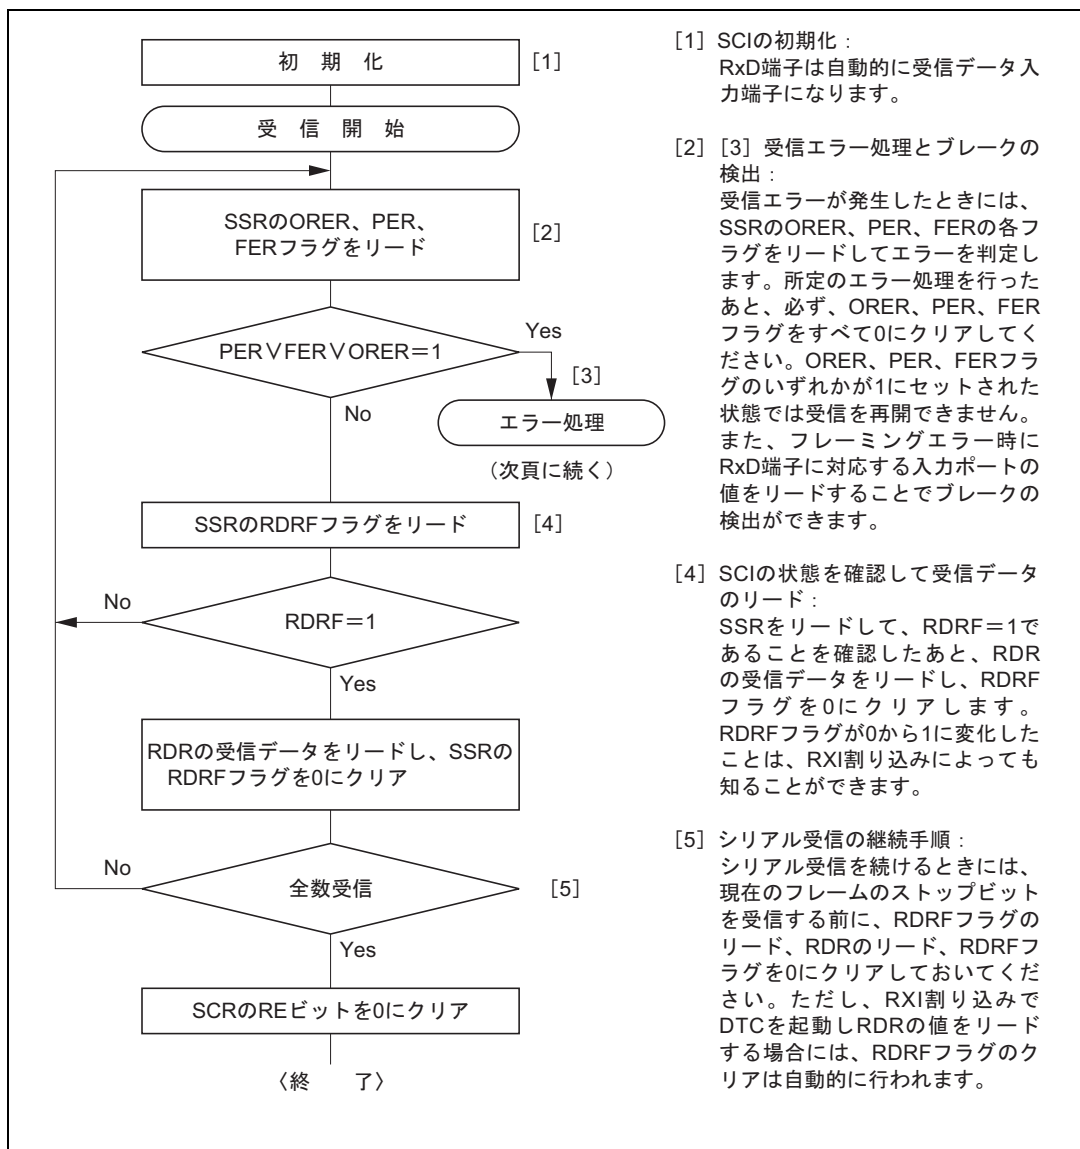 初 期 化
[1]
受 信 開 始
SSRのORER、PER、
FERフラグをリード
[2]
PER∨FER∨ORER＝1
Yes
[3]
No
エラー処理
（次頁に続く）
SSRのRDRFフラグをリード
[4]
No
RDRF＝1
Yes
RDRの受信データをリードし、SSRの
RDRFフラグを0にクリア
No
全数受信
[5]
Yes
SCRのREビットを0にクリア
〈終 了〉
[1] SCIの初期化：
RxD端子は自動的に受信データ入
力端子になります。
[2] [3] 受信エラー処理とブレークの
検出：
受信エラーが発生したときには、
SSRのORER、PER、FERの各フ
ラグをリードしてエラーを判定し
ます。所定のエラー処理を行った
あと、必ず、ORER、PER、FER
フラグをすべて0にクリアしてく
ださい。ORER、PER、FERフラ
グのいずれかが1にセットされた
状態では受信を再開できません。
また、フレーミングエラー時に
RxD端子に対応する入力ポートの
値をリードすることでブレークの
検出ができます。
[4] SCIの状態を確認して受信データ
のリード：
SSRをリードして、RDRF＝1で
あることを確認したあと、RDR
の受信データをリードし、RDRF
フラグを0にクリアします。
RDRFフラグが0から1に変化した
ことは、RXI割り込みによっても
知ることができます。
[5] シリアル受信の継続手順：
シリアル受信を続けるときには、
現在のフレームのストップビット
を受信する前に、RDRFフラグの
リード、RDRのリード、RDRFフ
ラグを0にクリアしておいてくだ
さい。ただし、RXI割り込みで
DTCを起動しRDRの値をリード
する場合には、RDRFフラグのク
リアは自動的に行われます。